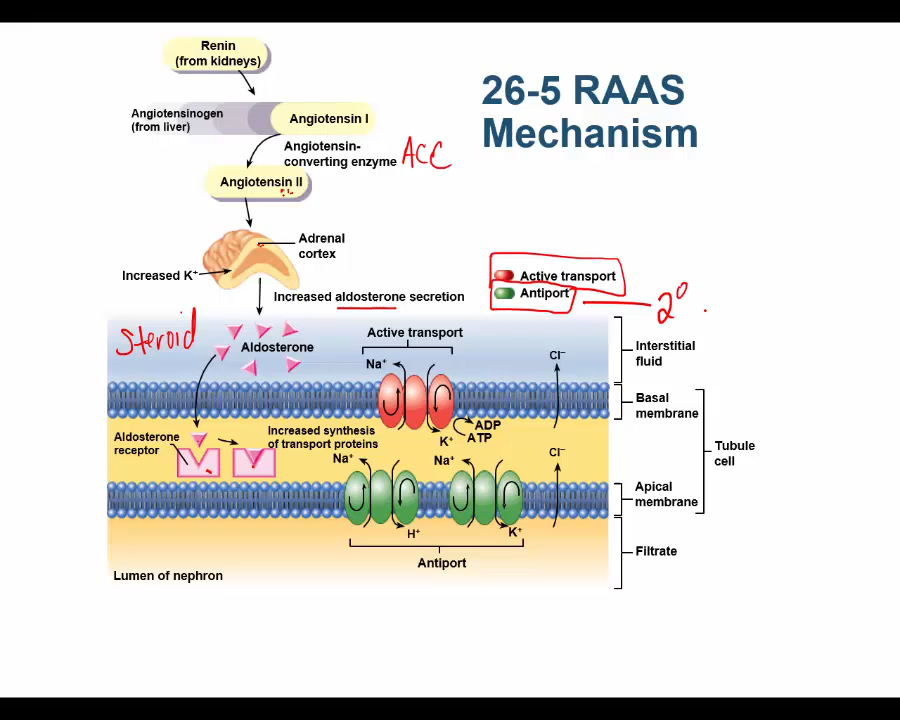 Renin
(from kidneys)
26-5 RAAS
Mechanism
Angiotensinogen
(from liver)
Angiotensin I
Angiotensin-
converting enzyme
ACE
Angiotensin II
Adrenal
cortex
Increased K⁺
Active transport
Antiport
2°
Increased aldosterone secretion
Steroid
Aldosterone
Active transport
Na⁺
Cl⁻
Interstitial
fluid
Basal
membrane
ADP
ATP
K⁺
Aldosterone
receptor
Increased synthesis
of transport proteins
Tubule
cell
Na⁺
Na⁺
Cl⁻
Apical
membrane
H⁺
K⁺
Antiport
Filtrate
Lumen of nephron